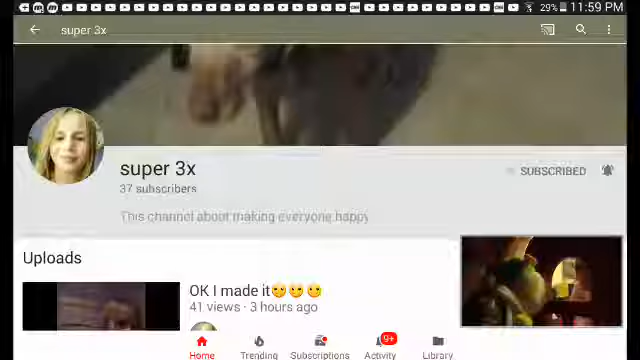 29% 11:59 PM
super 3x
super 3x
37 subscribers
SUBSCRIBED
This channel about making everyone happy
Uploads
OK I made it
41 views · 3 hours ago
9+
Home Trending Subscriptions Activity Library